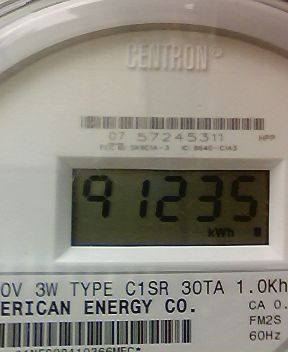 CENTRON®
07 57245311 HPP
91235
kWh
0V 3W TYPE C1SR 30TA 1.0Kh
ERICAN ENERGY CO.
CA 0.
FM2S
60Hz